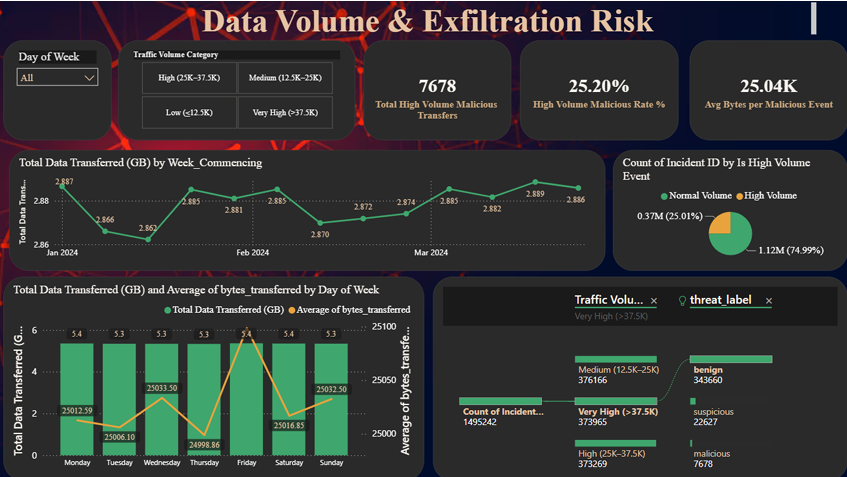 Data Volume & Exfiltration Risk
Day of Week
All
Traffic Volume Category
High (25K–37.5K)
Medium (12.5K–25K)
Low (≤12.5K)
Very High (>37.5K)
7678
Total High Volume Malicious
Transfers
25.20%
High Volume Malicious Rate %
25.04K
Avg Bytes per Malicious Event
Total Data Transferred (GB) by Week_Commencing
Total Data Trans...
2.88
2.86
2.887
2.866
2.862
2.885
2.881
2.885
2.870
2.872
2.874
2.885
2.882
2.889
2.886
Jan 2024
Feb 2024
Mar 2024
Count of Incident ID by Is High Volume
Event
Normal Volume
High Volume
0.37M (25.01%)
1.12M (74.99%)
Total Data Transferred (GB) and Average of bytes_transferred by Day of Week
Total Data Transferred (GB)
Average of bytes_transferred
Total Data Transferred (G...
6
4
2
0
5.4
5.3
5.3
5.3
5.4
5.3
5.3
25012.59
25006.10
25033.50
24998.86
25016.85
25032.50
Monday
Tuesday
Wednesday
Thursday
Friday
Saturday
Sunday
25100
25050
25000
Average of bytes_transfe...
Traffic Volu...
Very High (>37.5K)
threat_label
Count of Incident...
1495242
Medium (12.5K–25K)
376166
Very High (>37.5K)
373965
High (25K–37.5K)
373269
benign
343660
suspicious
22627
malicious
7678